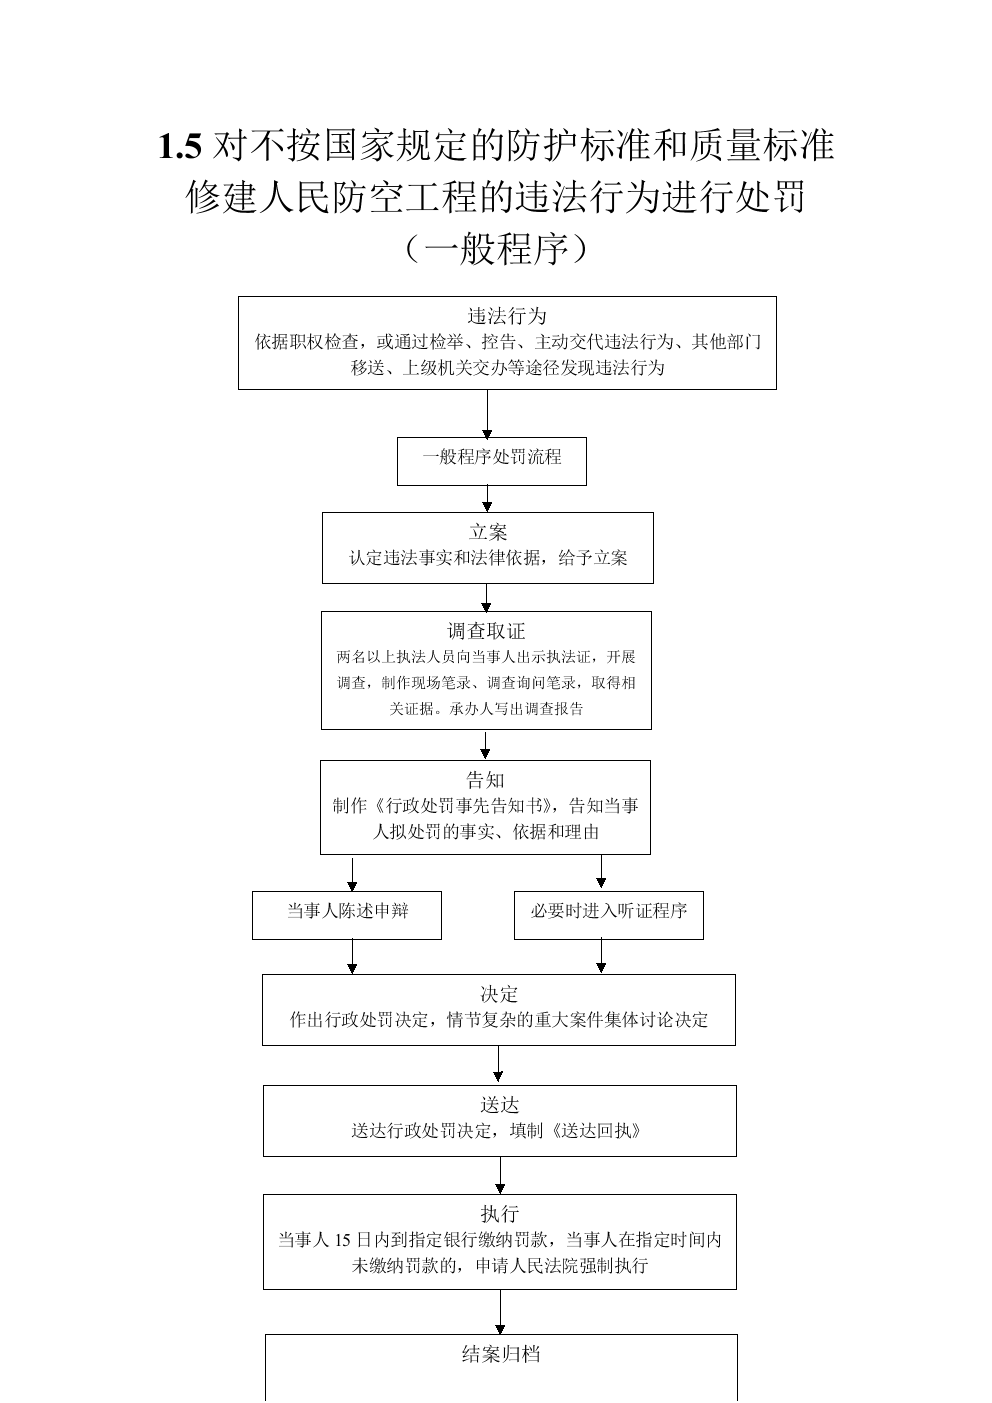 1.5 对不按国家规定的防护标准和质量标准
修建人民防空工程的违法行为进行处罚
（一般程序）
违法行为
依据职权检查，或通过检举、控告、主动交代违法行为、其他部门
移送、上级机关交办等途径发现违法行为
一般程序处罚流程
立案
认定违法事实和法律依据，给予立案
调查取证
两名以上执法人员向当事人出示执法证，开展
调查，制作现场笔录、调查询问笔录，取得相
关证据。承办人写出调查报告
告知
制作《行政处罚事先告知书》，告知当事
人拟处罚的事实、依据和理由
当事人陈述申辩
必要时进入听证程序
决定
作出行政处罚决定，情节复杂的重大案件集体讨论决定
送达
送达行政处罚决定，填制《送达回执》
执行
当事人 15 日内到指定银行缴纳罚款，当事人在指定时间内
未缴纳罚款的，申请人民法院强制执行
结案归档